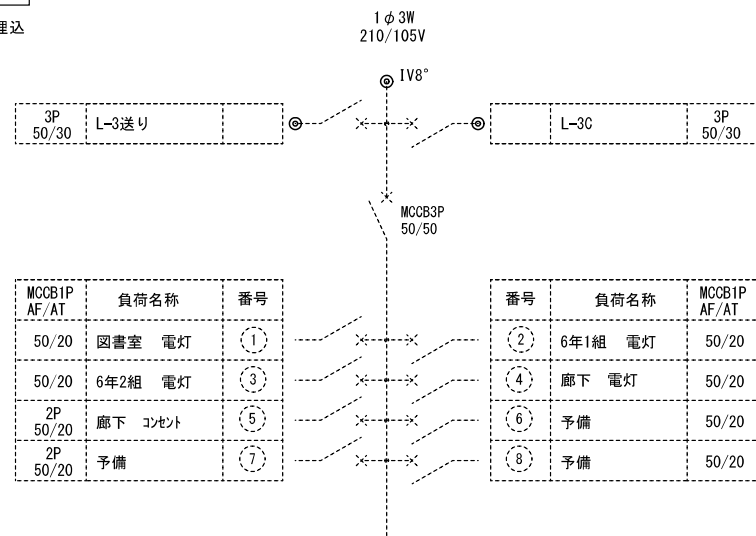 埋込
1φ3W
210/105V
IV8°
3P
50/30
L-3送り
L-3C
3P
50/30
MCCB3P
50/50
MCCB1P
AF/AT
負荷名称
番号
50/20
図書室 電灯
1
50/20
6年2組 電灯
3
2P
50/20
廊下 コンセント
5
2P
50/20
予備
7
番号
負荷名称
MCCB1P
AF/AT
2
6年1組 電灯
50/20
4
廊下 電灯
50/20
6
予備
50/20
8
予備
50/20